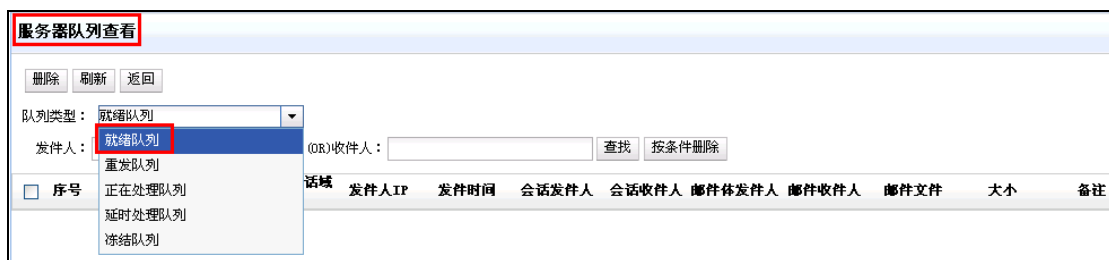 服务器队列查看
删除 刷新 返回
队列类型： 就绪队列
就绪队列
发件人： (OR)收件人： 查找 按条件删除
重发队列
序号 话域 发件人IP 发件时间 会话发件人 会话收件人 邮件体发件人 邮件收件人 邮件文件 大小 备注
正在处理队列
延时处理队列
冻结队列